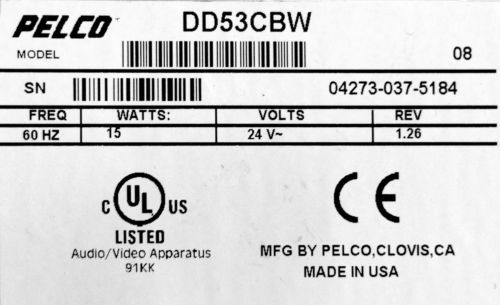 PELCO DD53CBW
MODEL 08
SN 04273-037-5184
FREQ WATTS: VOLTS REV
60 HZ 15 24 V~ 1.26
C UL US CE
LISTED
Audio/Video Apparatus
91KK
MFG BY PELCO,CLOVIS,CA
MADE IN USA